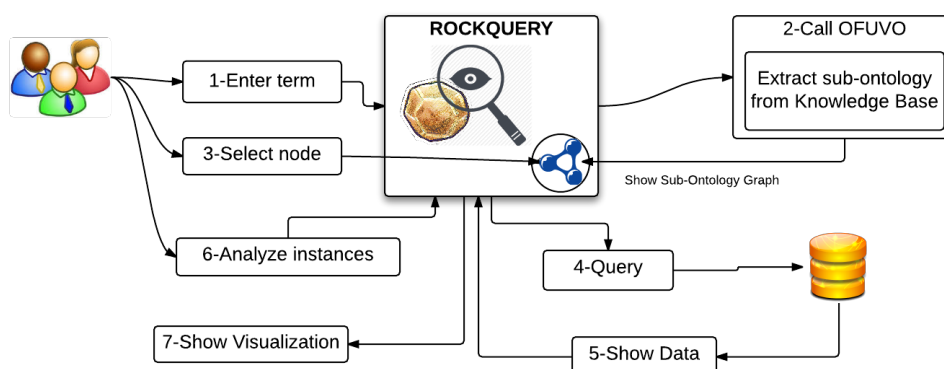 ROCKQUERY
2-Call OFUVO
1-Enter term
Extract sub-ontology
from Knowledge Base
3-Select node
Show Sub-Ontology Graph
6-Analyze instances
4-Query
7-Show Visualization
5-Show Data